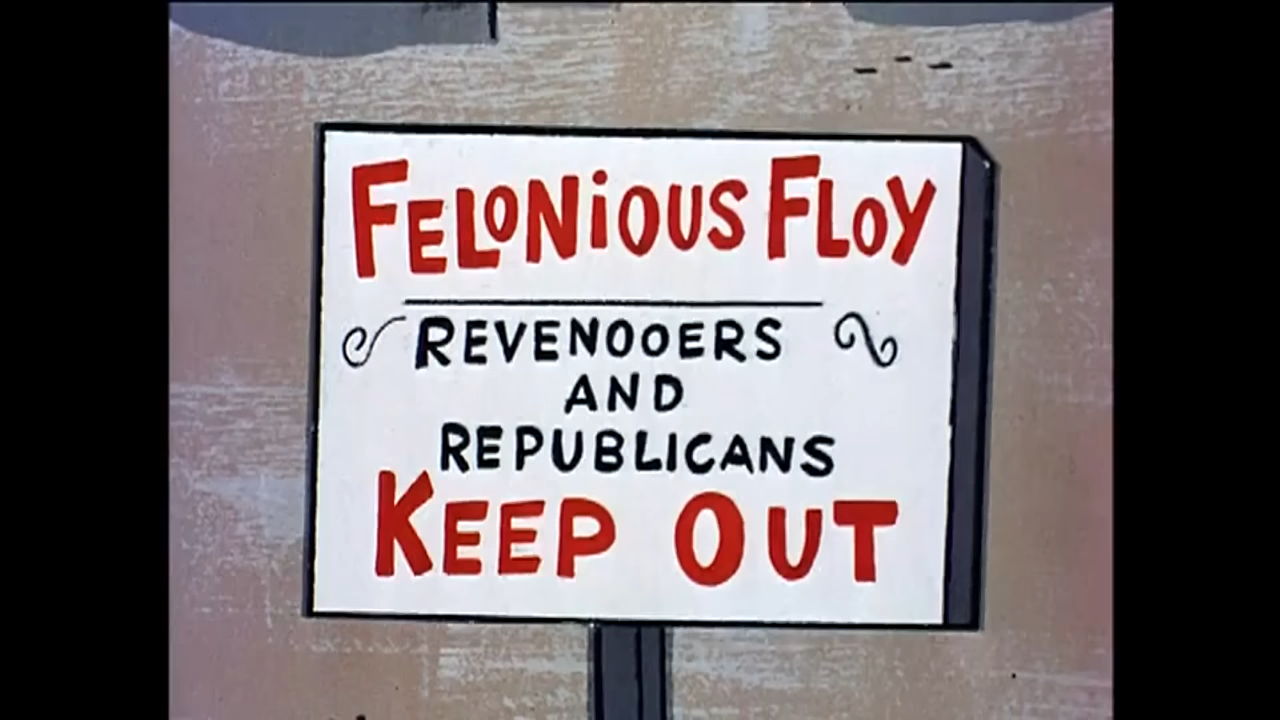 FELONiOUS FLOY
REVENOOERS
AND
REPUBLICANS
KEEP OUT